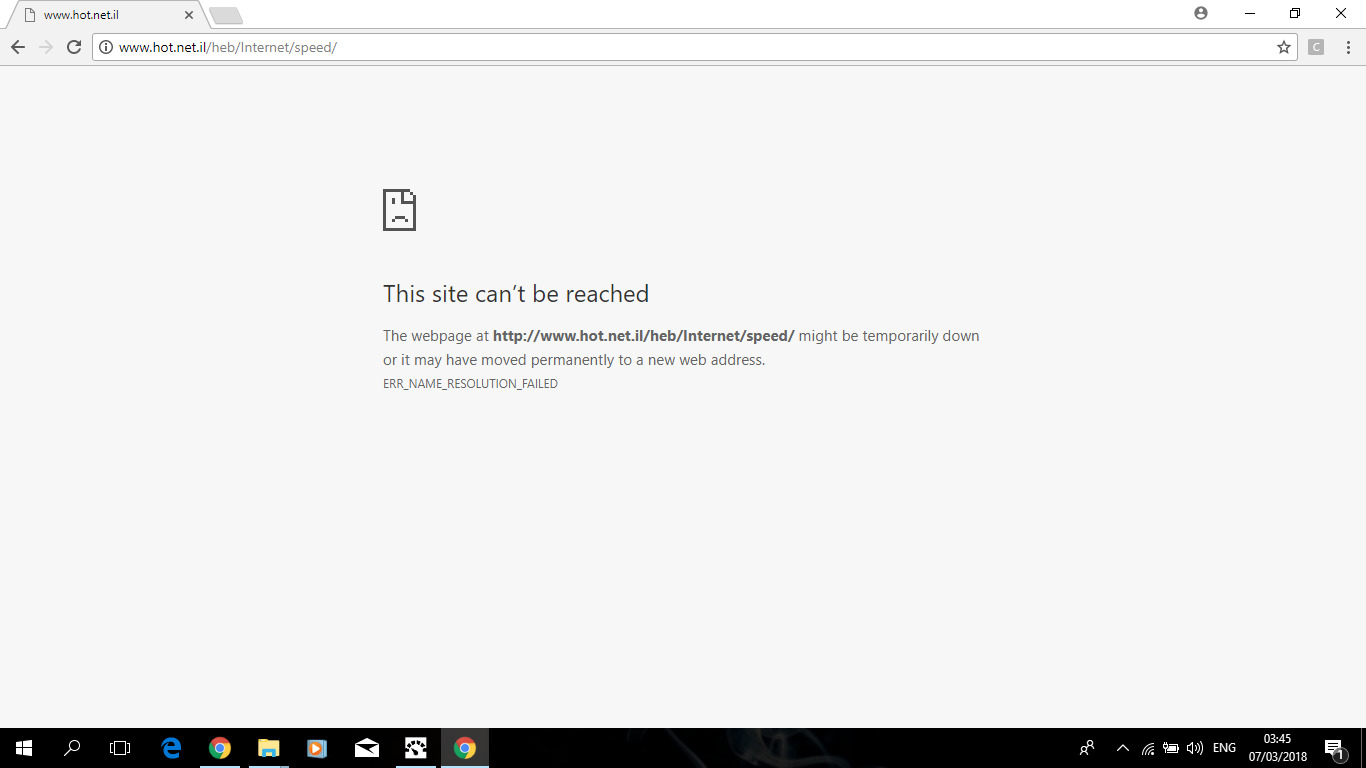 www.hot.net.il
www.hot.net.il/heb/Internet/speed/
C
This site can’t be reached
The webpage at http://www.hot.net.il/heb/Internet/speed/ might be temporarily down
or it may have moved permanently to a new web address.
ERR_NAME_RESOLUTION_FAILED
ENG
03:45
07/03/2018
1